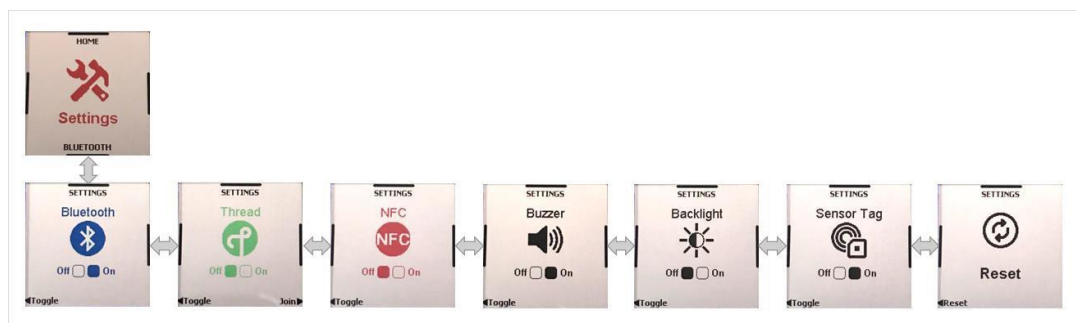 HOME
Settings
BLUETOOTH
SETTINGS
Bluetooth
Off On
Toggle
SETTINGS
Thread
Off On
Toggle Join
SETTINGS
NFC
NFC
Off On
Toggle
SETTINGS
Buzzer
Off On
Toggle
SETTINGS
Backlight
Off On
Toggle
SETTINGS
Sensor Tag
Off On
Toggle
SETTINGS
Reset
Reset